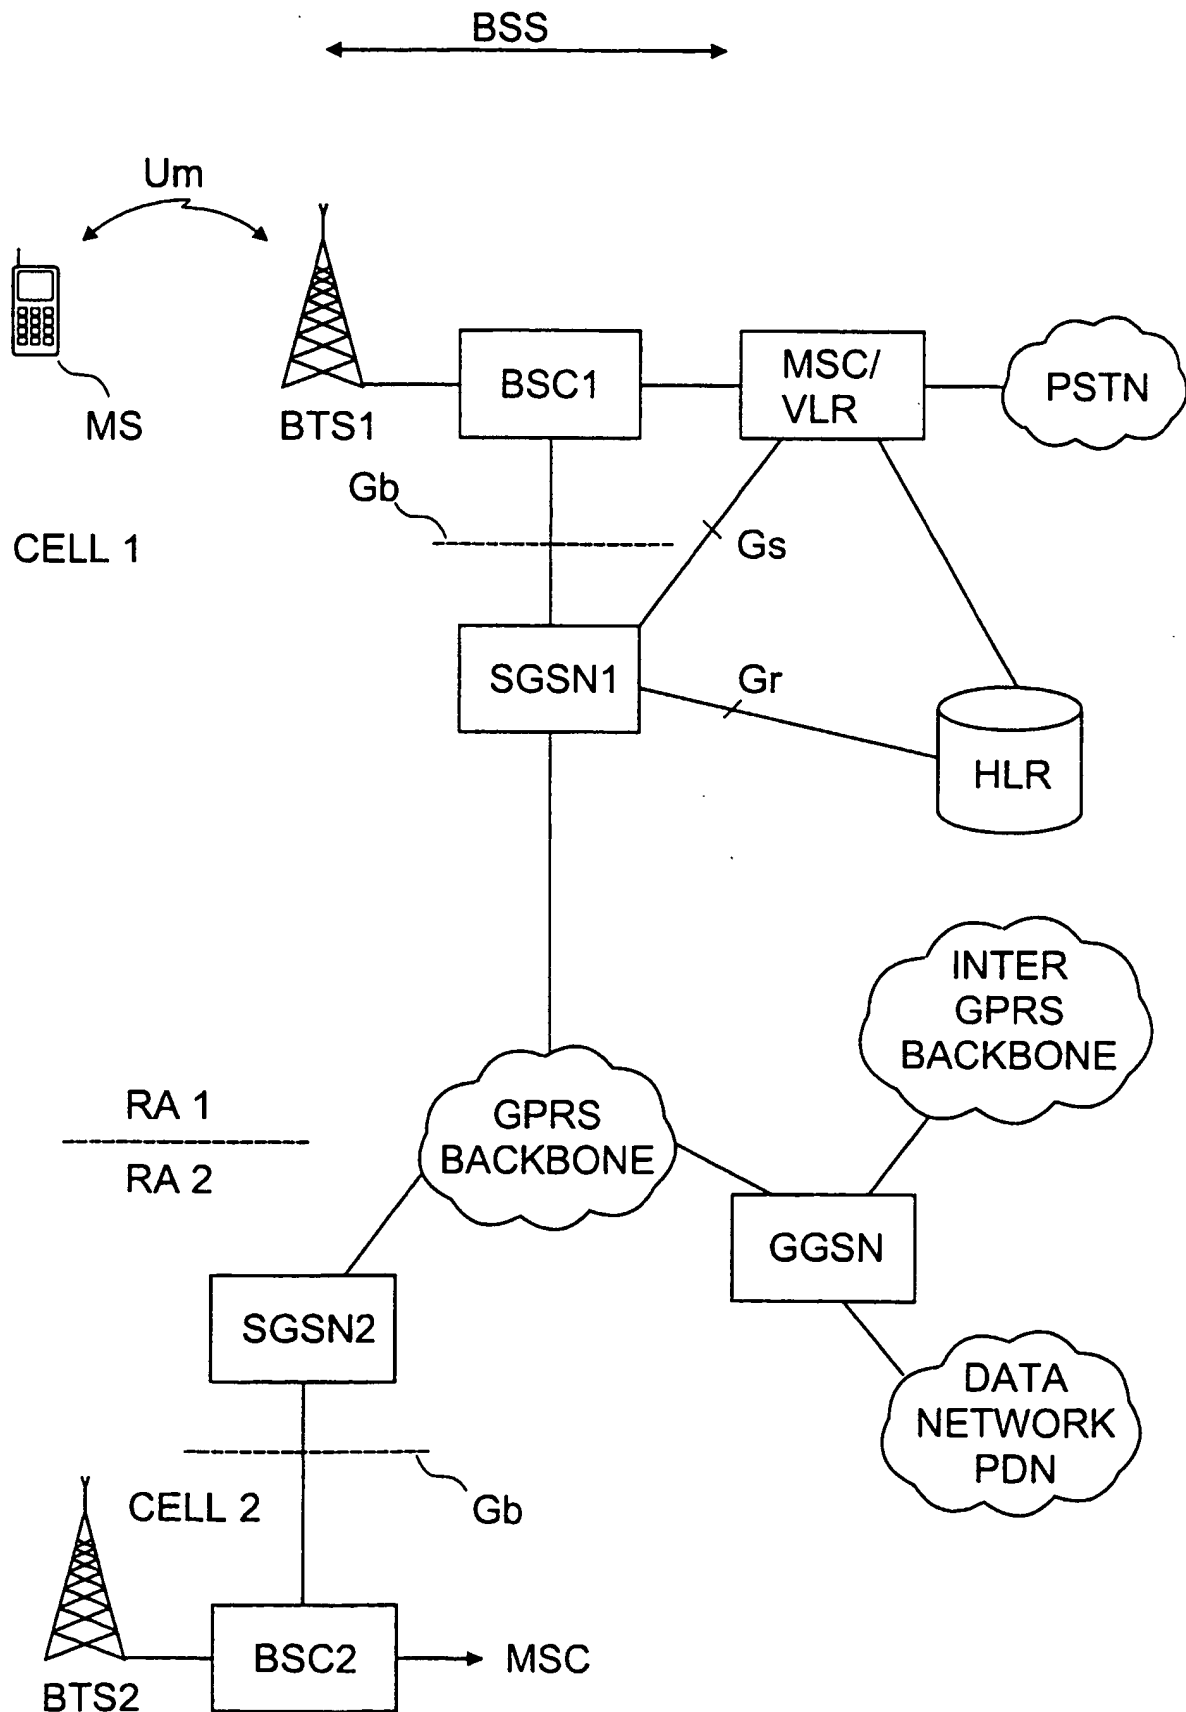 BSS
Um
MS
BTS1
BSC1
MSC/
VLR
PSTN
Gb
Gs
CELL 1
SGSN1
Gr
HLR
INTER
GPRS
BACKBONE
RA 1
RA 2
GPRS
BACKBONE
GGSN
SGSN2
DATA
NETWORK
PDN
CELL 2
Gb
BTS2
BSC2
MSC